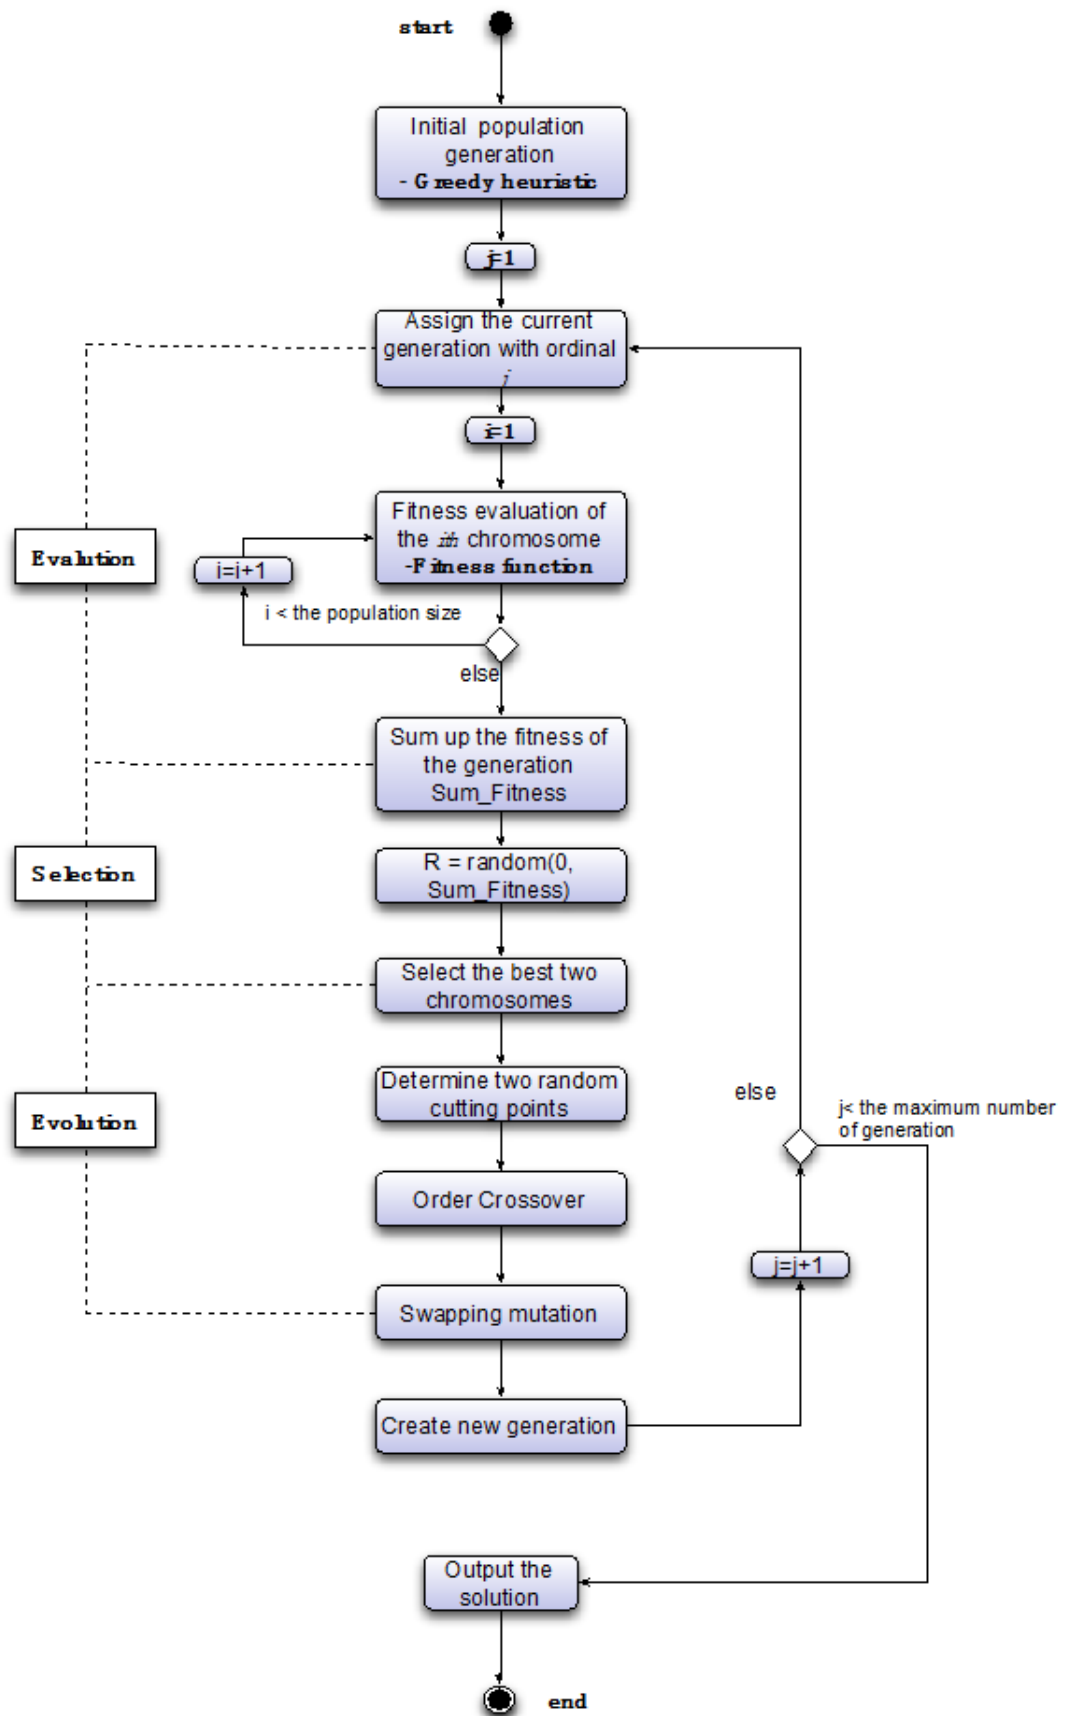 start
Initial population
generation
- Greedy heuristic
j=1
Assign the current
generation with ordinal
j
i=1
Fitness evaluation of
the ith chromosome
-Fitness function
Evalution
i=i+1
i < the population size
else
Sum up the fitness of
the generation
Sum_Fitness
Selection
R = random(0,
Sum_Fitness)
Select the best two
chromosomes
Determine two random
cutting points
Evolution
else
j< the maximum number
of generation
Order Crossover
j=j+1
Swapping mutation
Create new generation
Output the
solution
end